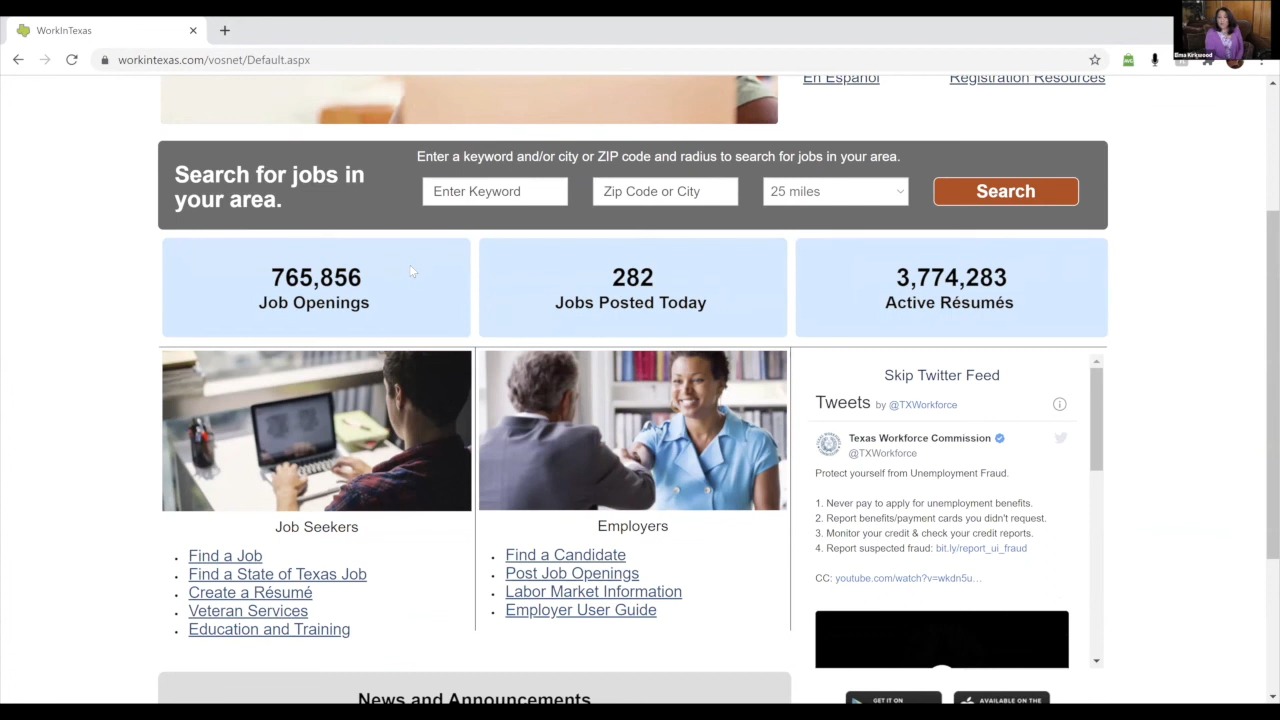 WorkInTexas
workintexas.com/vosnet/Default.aspx
Elma Kirkwood
En Español
Registration Resources
Search for jobs in
your area.
Enter a keyword and/or city or ZIP code and radius to search for jobs in your area.
Enter Keyword
Zip Code or City
25 miles
Search
765,856
Job Openings
282
Jobs Posted Today
3,774,283
Active Résumés
Job Seekers
Find a Job
Find a State of Texas Job
Create a Résumé
Veteran Services
Education and Training
Employers
Find a Candidate
Post Job Openings
Labor Market Information
Employer User Guide
Skip Twitter Feed
Tweets by @TXWorkforce
Texas Workforce Commission
@TXWorkforce
Protect yourself from Unemployment Fraud.
1. Never pay to apply for unemployment benefits.
2. Report benefits/payment cards you didn't request.
3. Monitor your credit & check your credit reports.
4. Report suspected fraud: bit.ly/report_ui_fraud
CC: youtube.com/watch?v=wkdn5u…
News and Announcements
GET IT ON
AVAILABLE ON THE